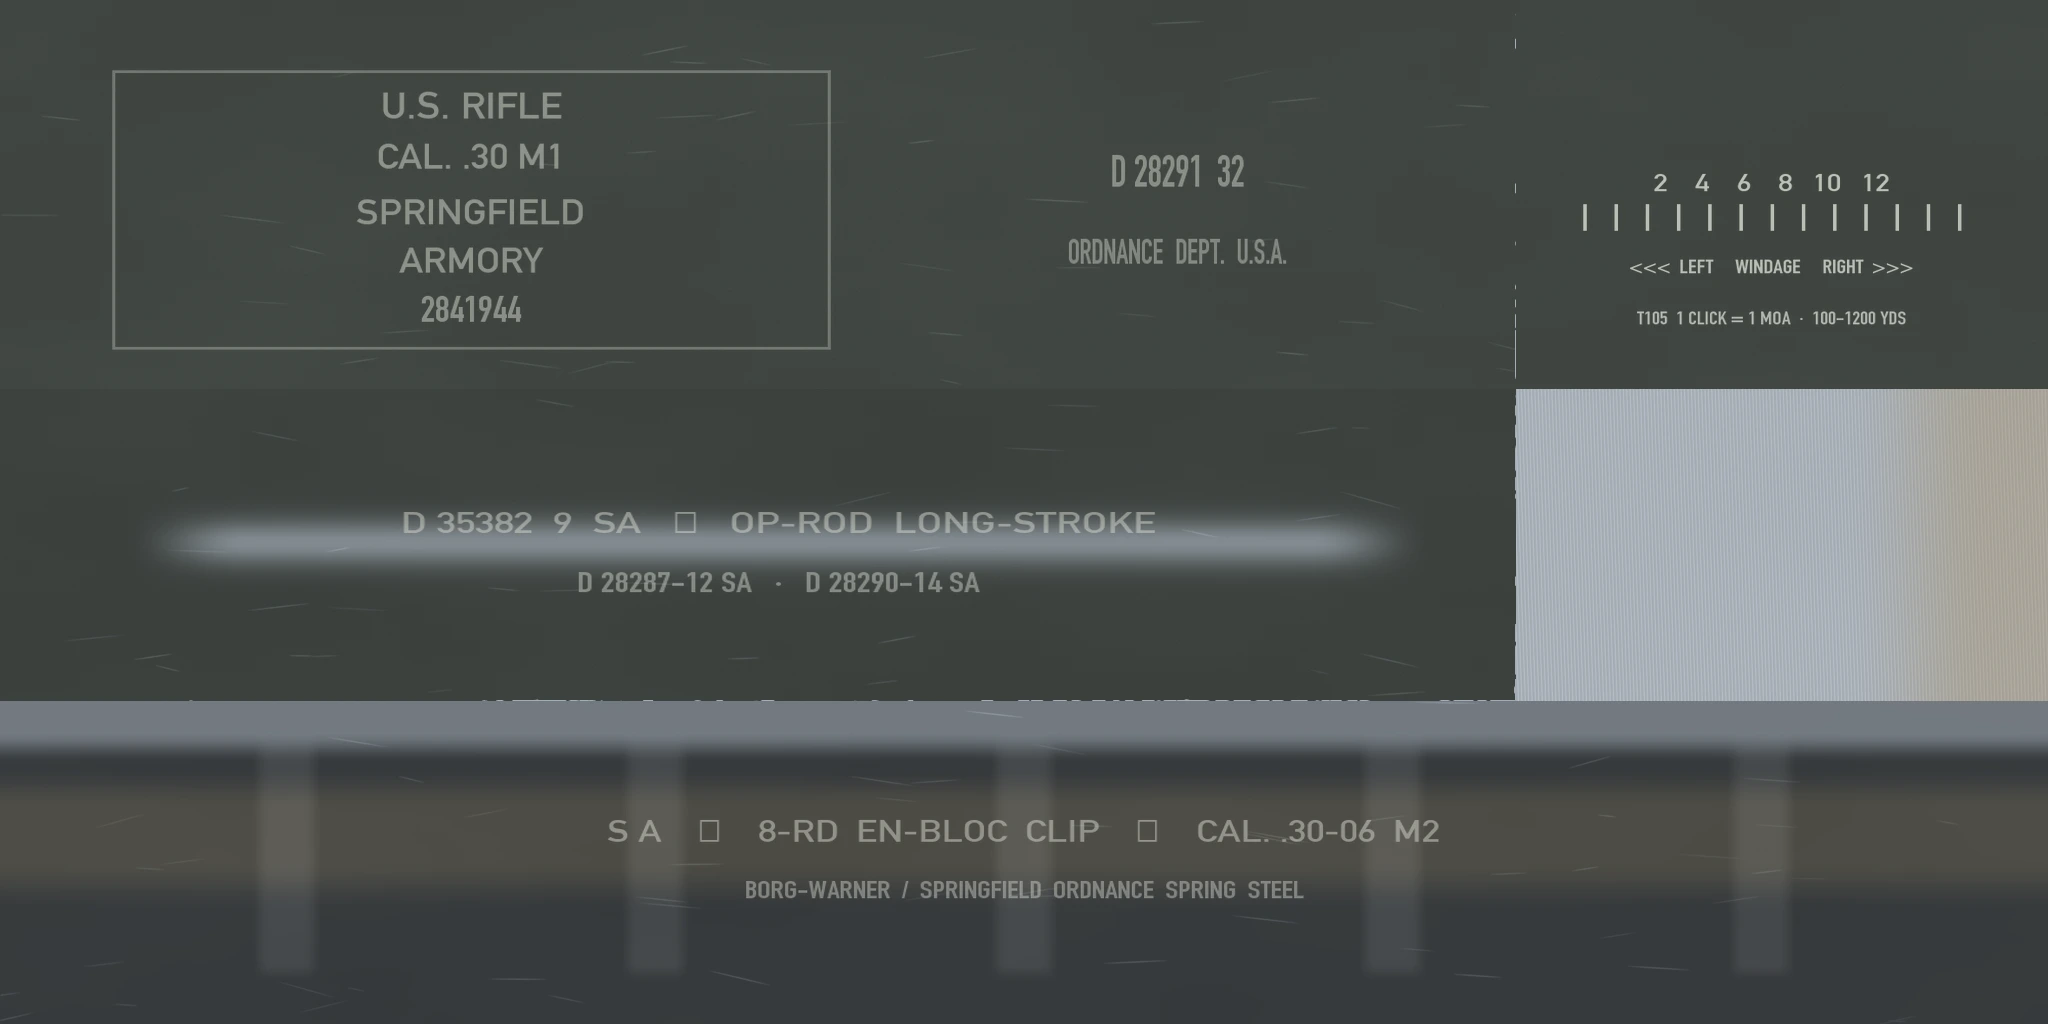 U.S. RIFLE
CAL. .30 M1
SPRINGFIELD
ARMORY
2841944
D 28291 32
ORDNANCE DEPT. U.S.A.
2 4 6 8 10 12
<<< LEFT WINDAGE RIGHT >>>
T105 1 CLICK = 1 MOA · 100–1200 YDS
D 35382 9 SA □ OP-ROD LONG-STROKE
D 28287–12 SA · D 28290–14 SA
S A □ 8-RD EN-BLOC CLIP □ CAL. .30-06 M2
BORG–WARNER / SPRINGFIELD ORDNANCE SPRING STEEL